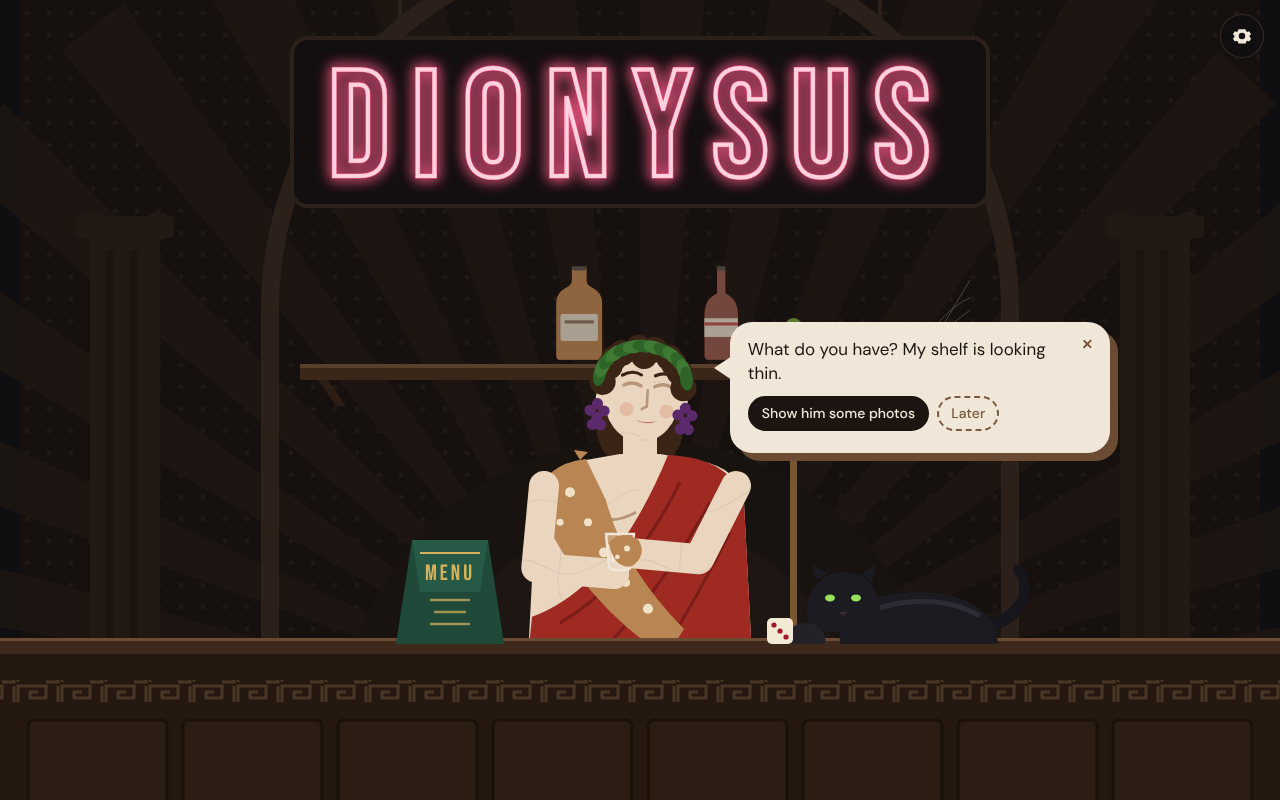 DIONYSUS
What do you have? My shelf is looking
thin.
Show him some photos
Later
MENU